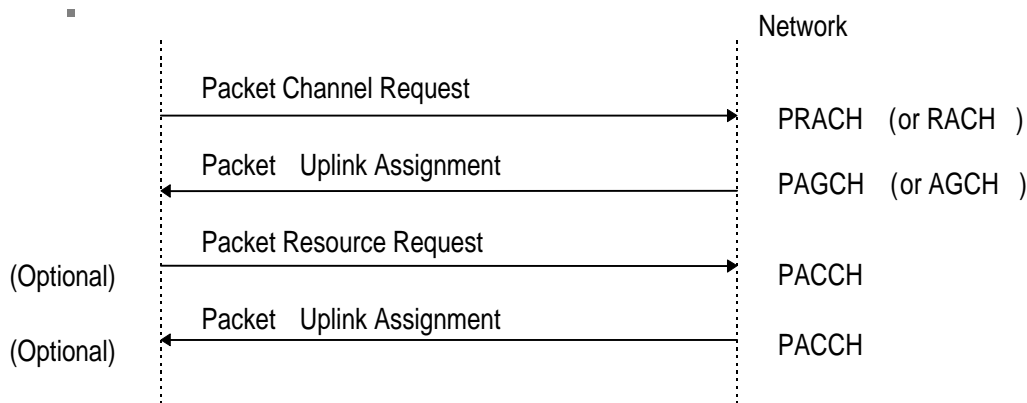 Network
Packet Channel Request
PRACH (or RACH )
Packet Uplink Assignment
PAGCH (or AGCH )
Packet Resource Request
(Optional)
PACCH
Packet Uplink Assignment
(Optional)
PACCH